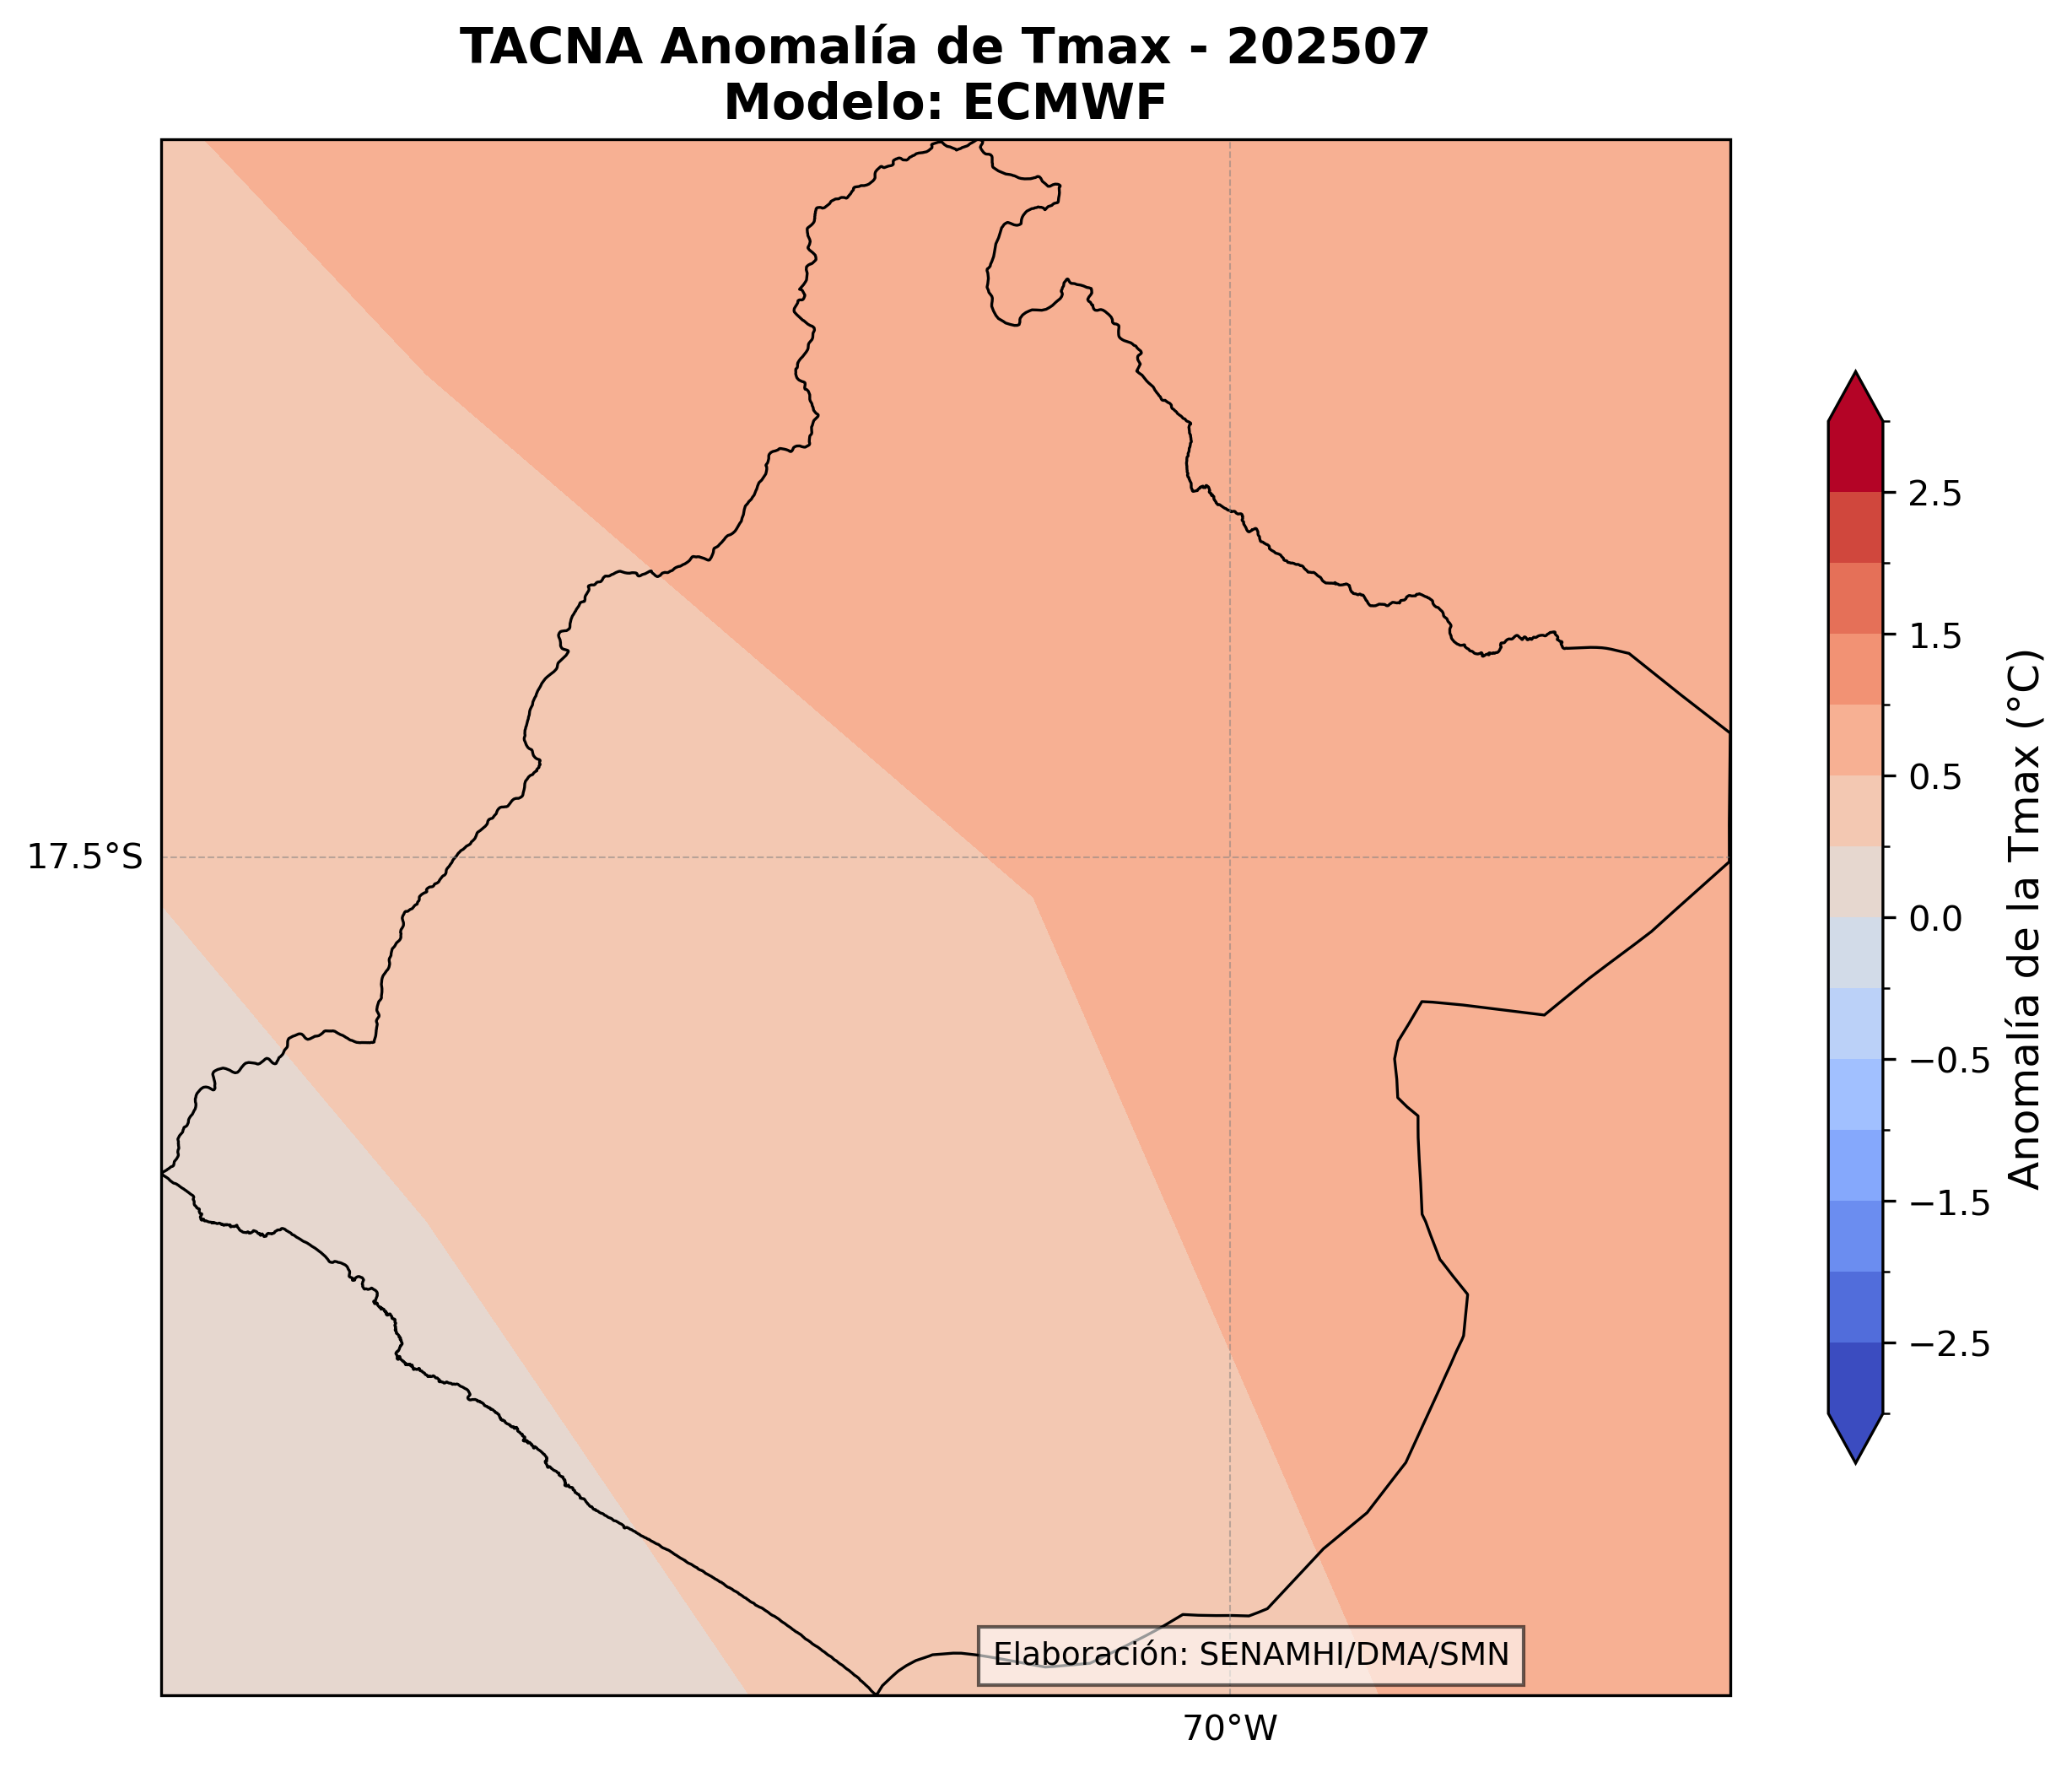 TACNA Anomalía de Tmax - 202507
Modelo: ECMWF
17.5°S
70°W
Elaboración: SENAMHI/DMA/SMN
2.5
1.5
0.5
0.0
−0.5
−1.5
−2.5
Anomalía de la Tmax (°C)